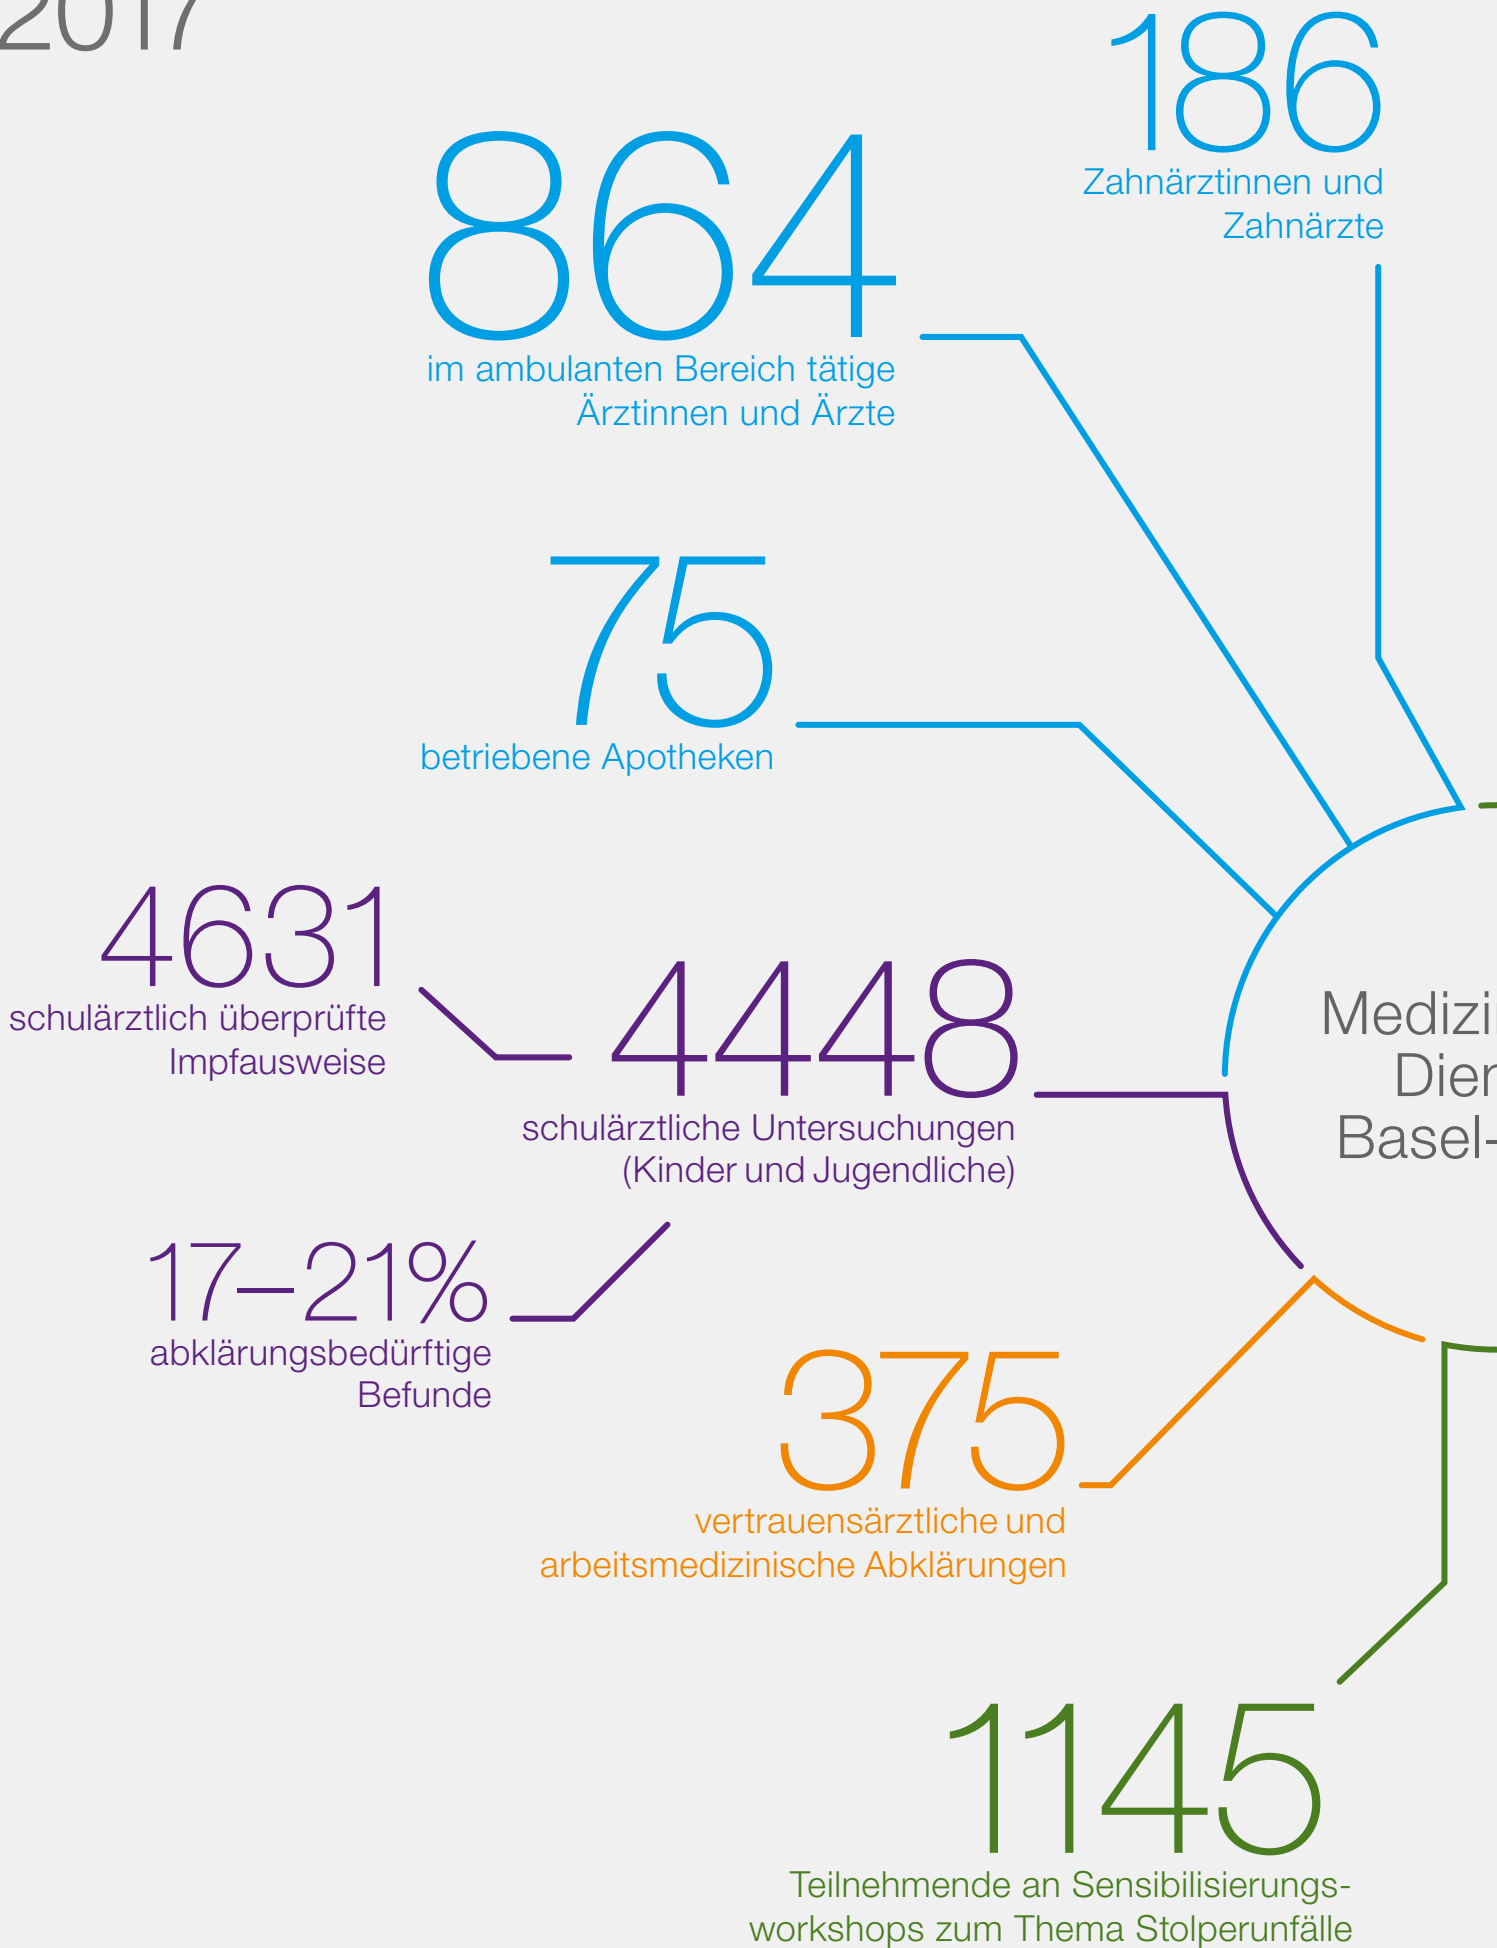 2017
186
Zahnärztinnen und
Zahnärzte
864
im ambulanten Bereich tätige
Ärztinnen und Ärzte
75
betriebene Apotheken
4631
schulärztlich überprüfte
Impfausweise
4448
schulärztliche Untersuchungen
(Kinder und Jugendliche)
Basel-
17–21%
abklärungsbedürftige
Befunde
375
vertrauensärztliche und
arbeitsmedizinische Abklärungen
1145
Teilnehmende an Sensibilisierungs-
workshops zum Thema Stolperunfälle